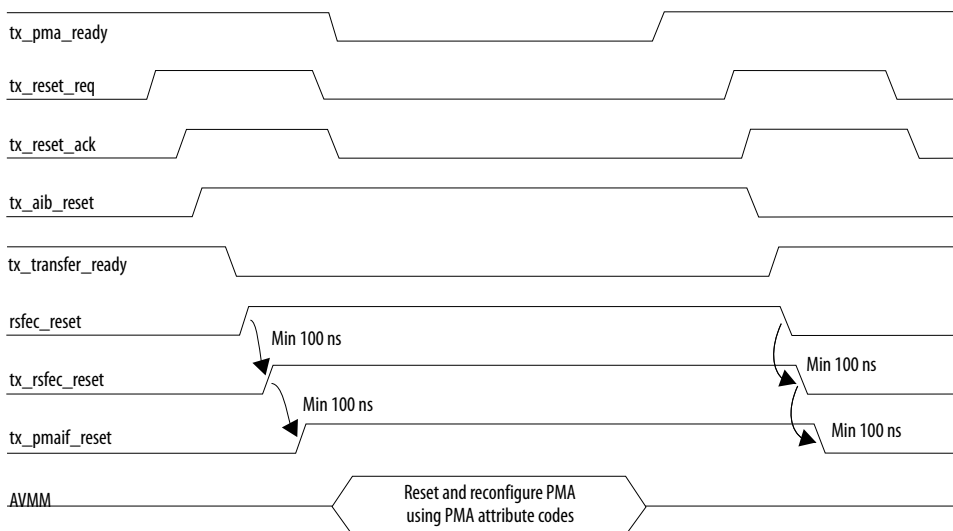 tx_pma_ready
tx_reset_req
tx_reset_ack
tx_aib_reset
tx_transfer_ready
rsfec_reset
Min 100 ns
Min 100 ns
tx_rsfec_reset
Min 100 ns
Min 100 ns
tx_pmaif_reset
AVMM
Reset and reconfigure PMA
using PMA attribute codes